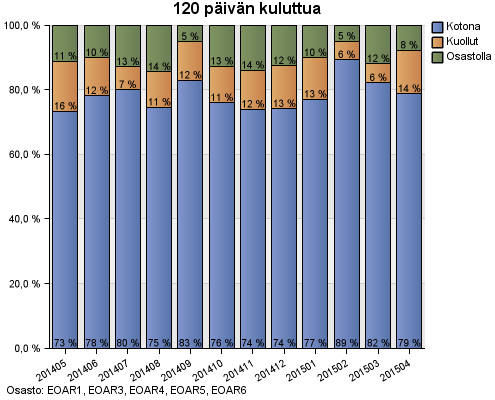 120 päivän kuluttua
Kotona
Kuollut
Osastolla
100,0 %
80,0 %
60,0 %
40,0 %
20,0 %
0,0 %
11 % 10 % 13 % 14 % 5 % 13 % 14 % 12 % 10 % 5 % 12 % 8 %
16 % 12 % 7 % 11 % 12 % 11 % 12 % 13 % 13 % 6 % 6 % 14 %
73 % 78 % 80 % 75 % 83 % 76 % 74 % 74 % 77 % 89 % 82 % 79 %
201405 201406 201407 201408 201409 201410 201411 201412 201501 201502 201503 201504
Osasto: EOAR1, EOAR3, EOAR4, EOAR5, EOAR6